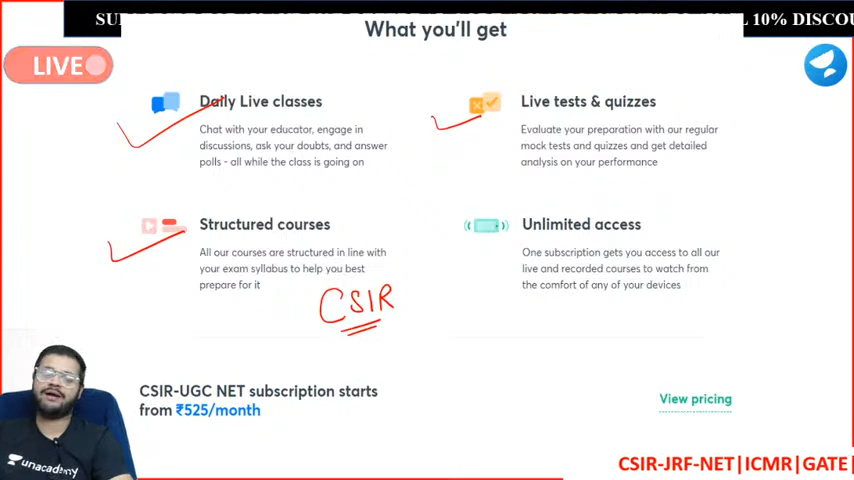 What you'll get
10% DISCOU
LIVE
Daily Live classes
Chat with your educator, engage in
discussions, ask your doubts, and answer
polls - all while the class is going on
Live tests & quizzes
Evaluate your preparation with our regular
mock tests and quizzes and get detailed
analysis on your performance
Structured courses
All our courses are structured in line with
your exam syllabus to help you best
prepare for it
Unlimited access
One subscription gets you access to all our
live and recorded courses to watch from
the comfort of any of your devices
CSIR
CSIR-UGC NET subscription starts
from ₹525/month
View pricing
unacademy
CSIR-JRF-NET|ICMR|GATE|